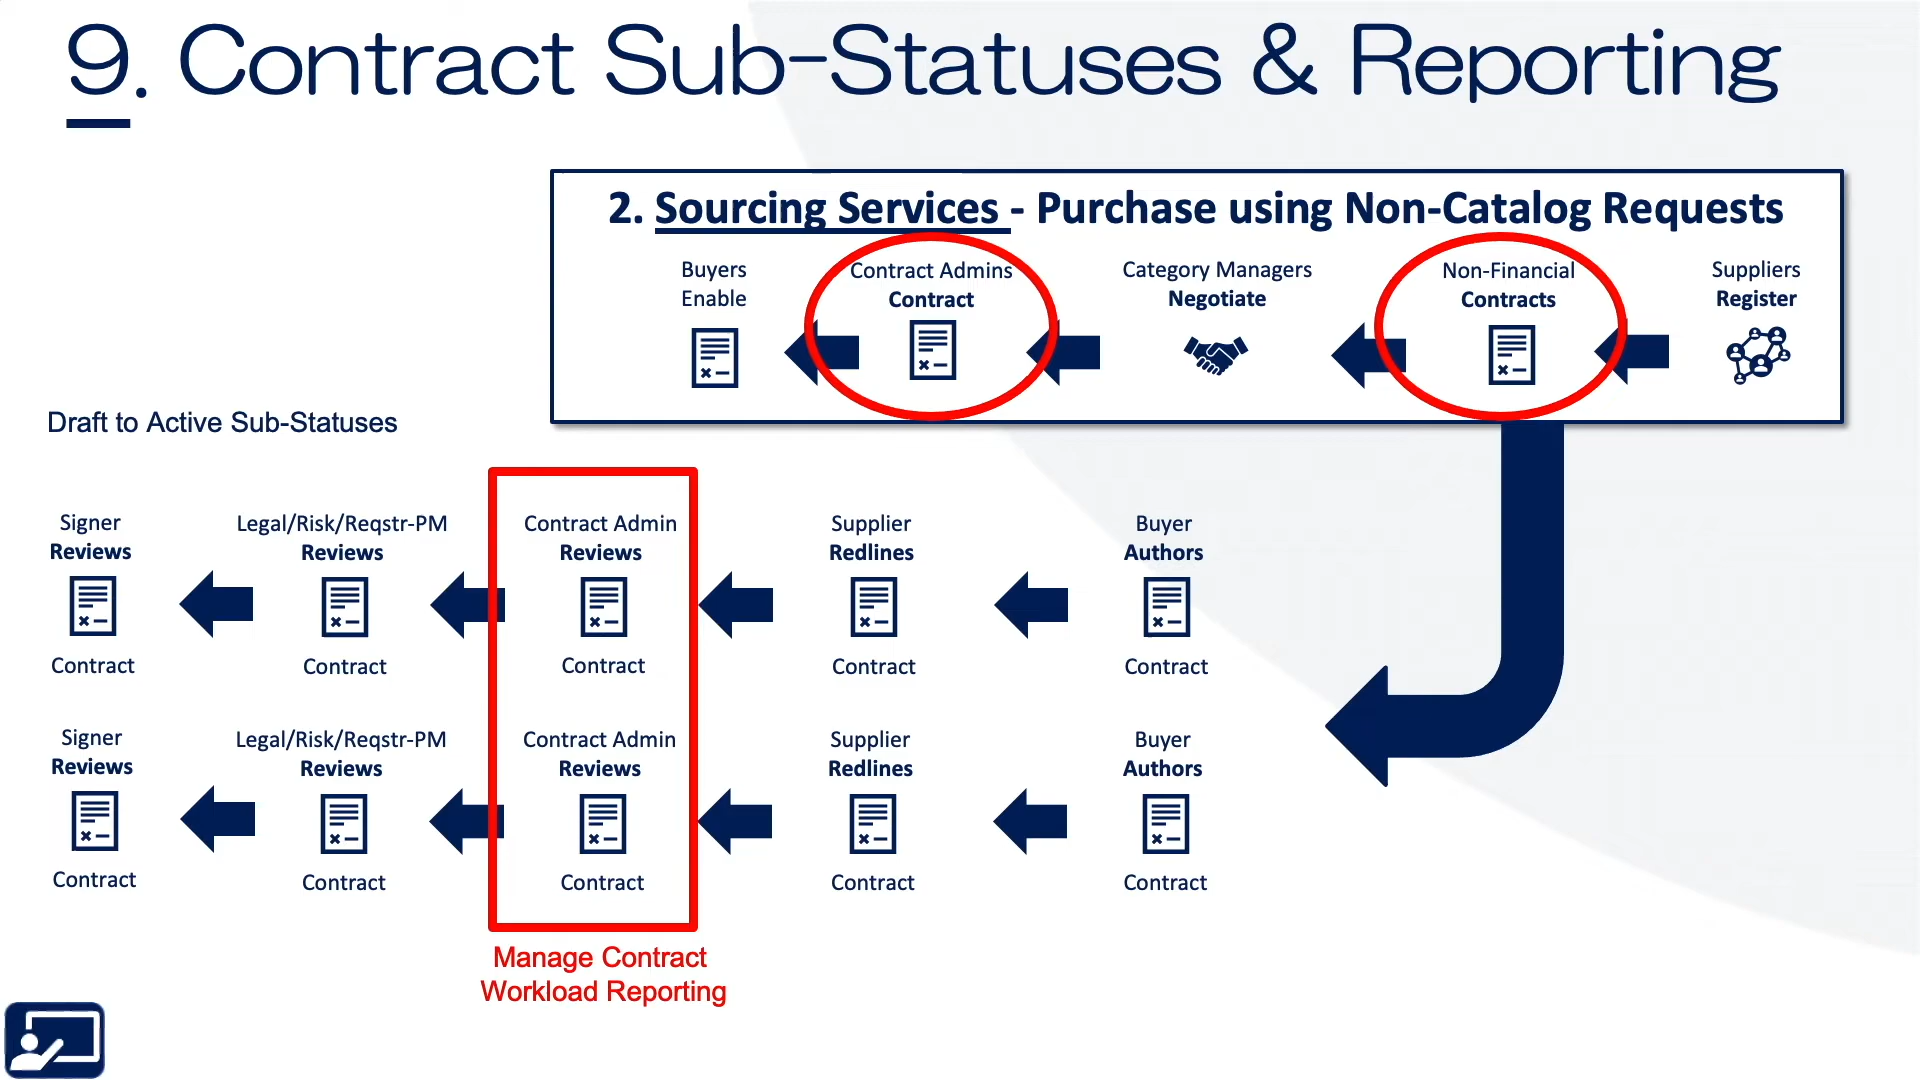 9. Contract Sub-Statuses & Reporting
2. Sourcing Services - Purchase using Non-Catalog Requests
Buyers
Enable
Contract Admins
Contract
Category Managers
Negotiate
Non-Financial
Contracts
Suppliers
Register
Draft to Active Sub-Statuses
Signer
Reviews
Contract
Legal/Risk/Reqstr-PM
Reviews
Contract
Contract Admin
Reviews
Contract
Supplier
Redlines
Contract
Buyer
Authors
Contract
Signer
Reviews
Contract
Legal/Risk/Reqstr-PM
Reviews
Contract
Contract Admin
Reviews
Contract
Supplier
Redlines
Contract
Buyer
Authors
Contract
Manage Contract
Workload Reporting